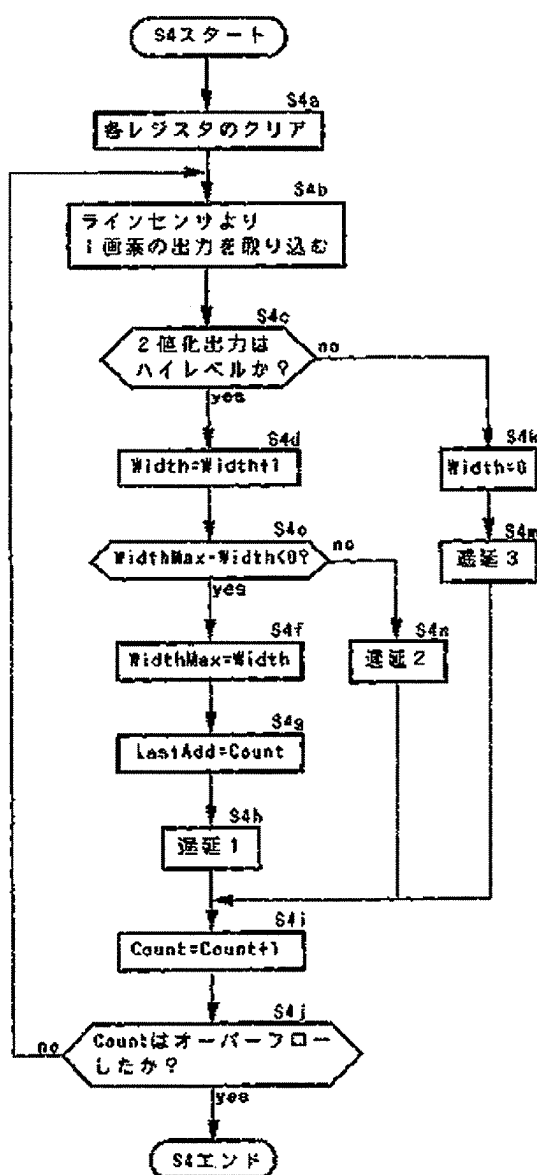 S4スタート
S4a
各レジスタのクリア
S4b
ラインセンサより
1画素の出力を取り込む
S4c
2値化出力は
ハイレベルか?
no
yes
S4d
Width=Width+1
S4k
Width=0
S4e
WidthMax-Width<0?
no
yes
S4m
遅延3
S4f
WidthMax=Width
S4n
遅延2
S4g
LastAdd=Count
S4h
遅延1
S4i
Count=Count+1
S4j
Countはオーバーフロー
したか?
no
yes
S4エンド